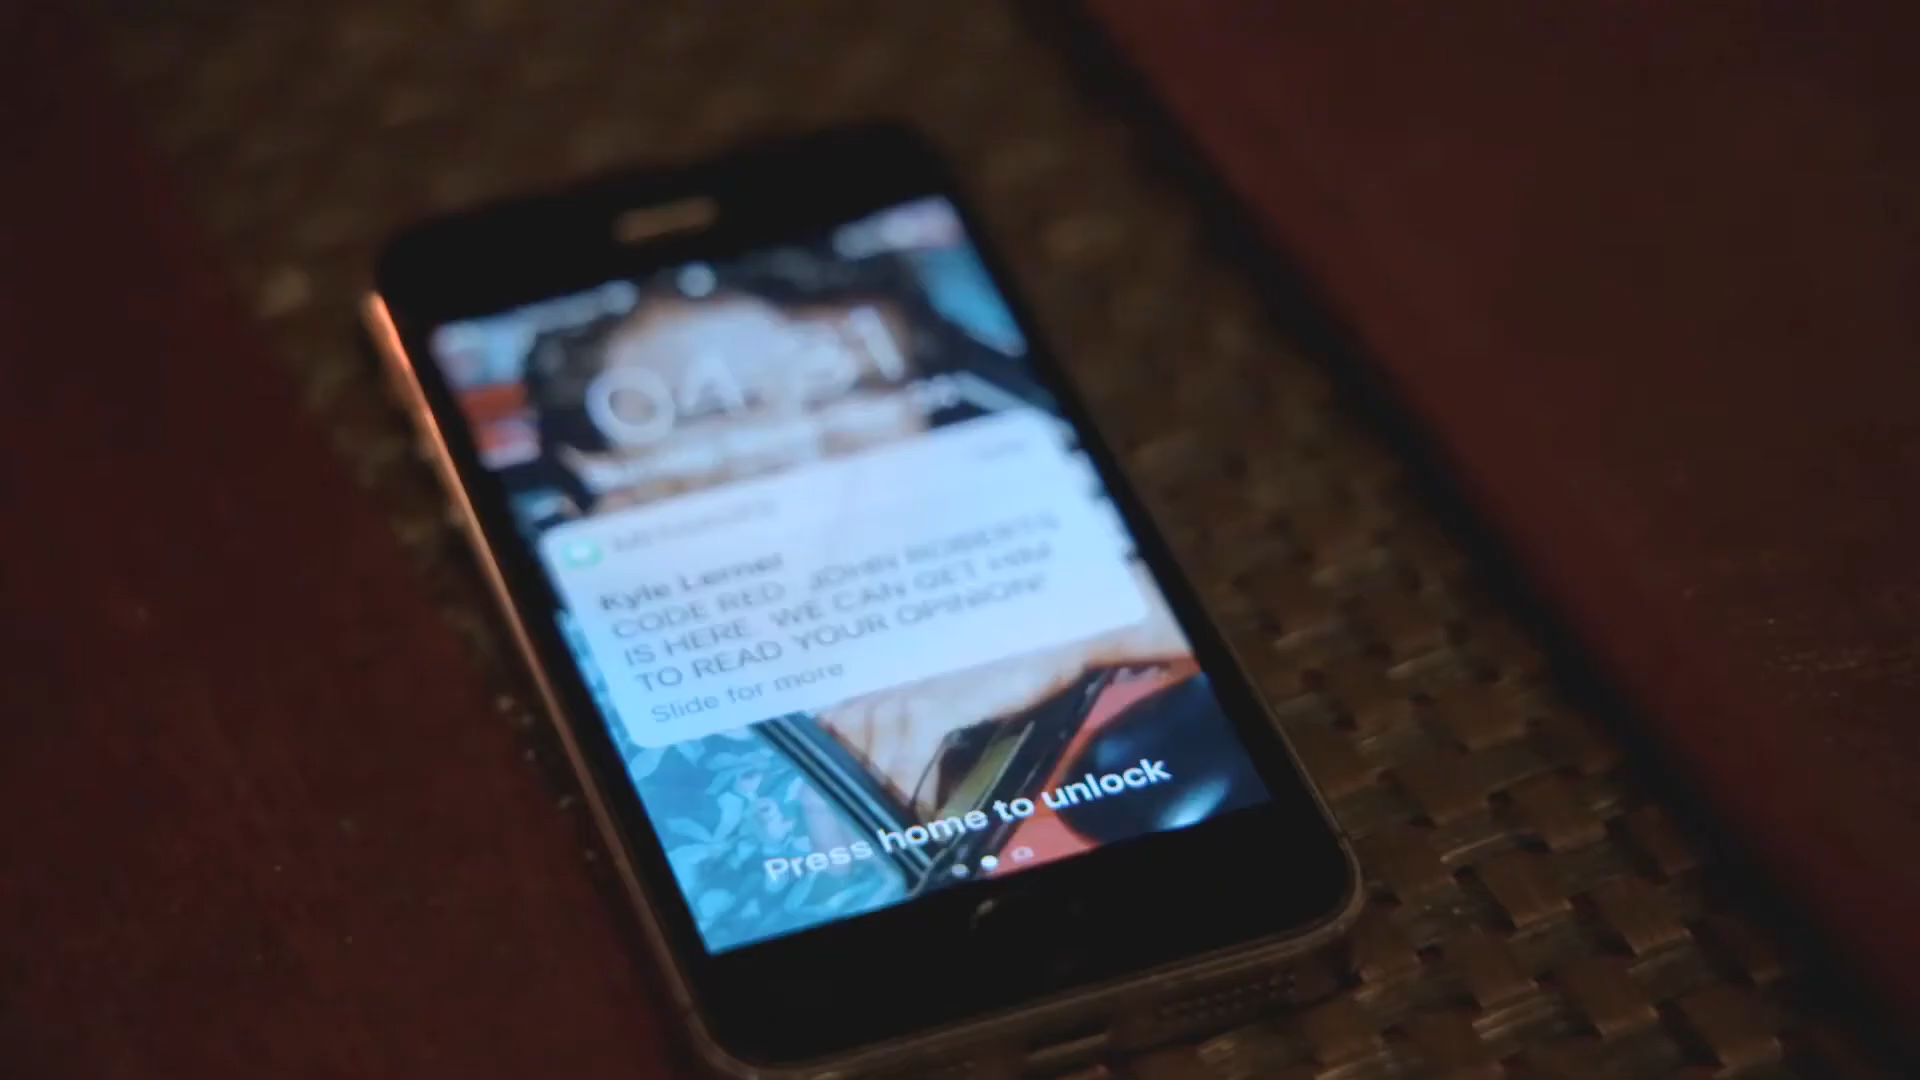 MESSAGES
Kyle Lerner
CODE RED. JOHN ROBERTS
IS HERE. WE CAN GET HIM
TO READ YOUR OPINION!
Slide for more
Press home to unlock